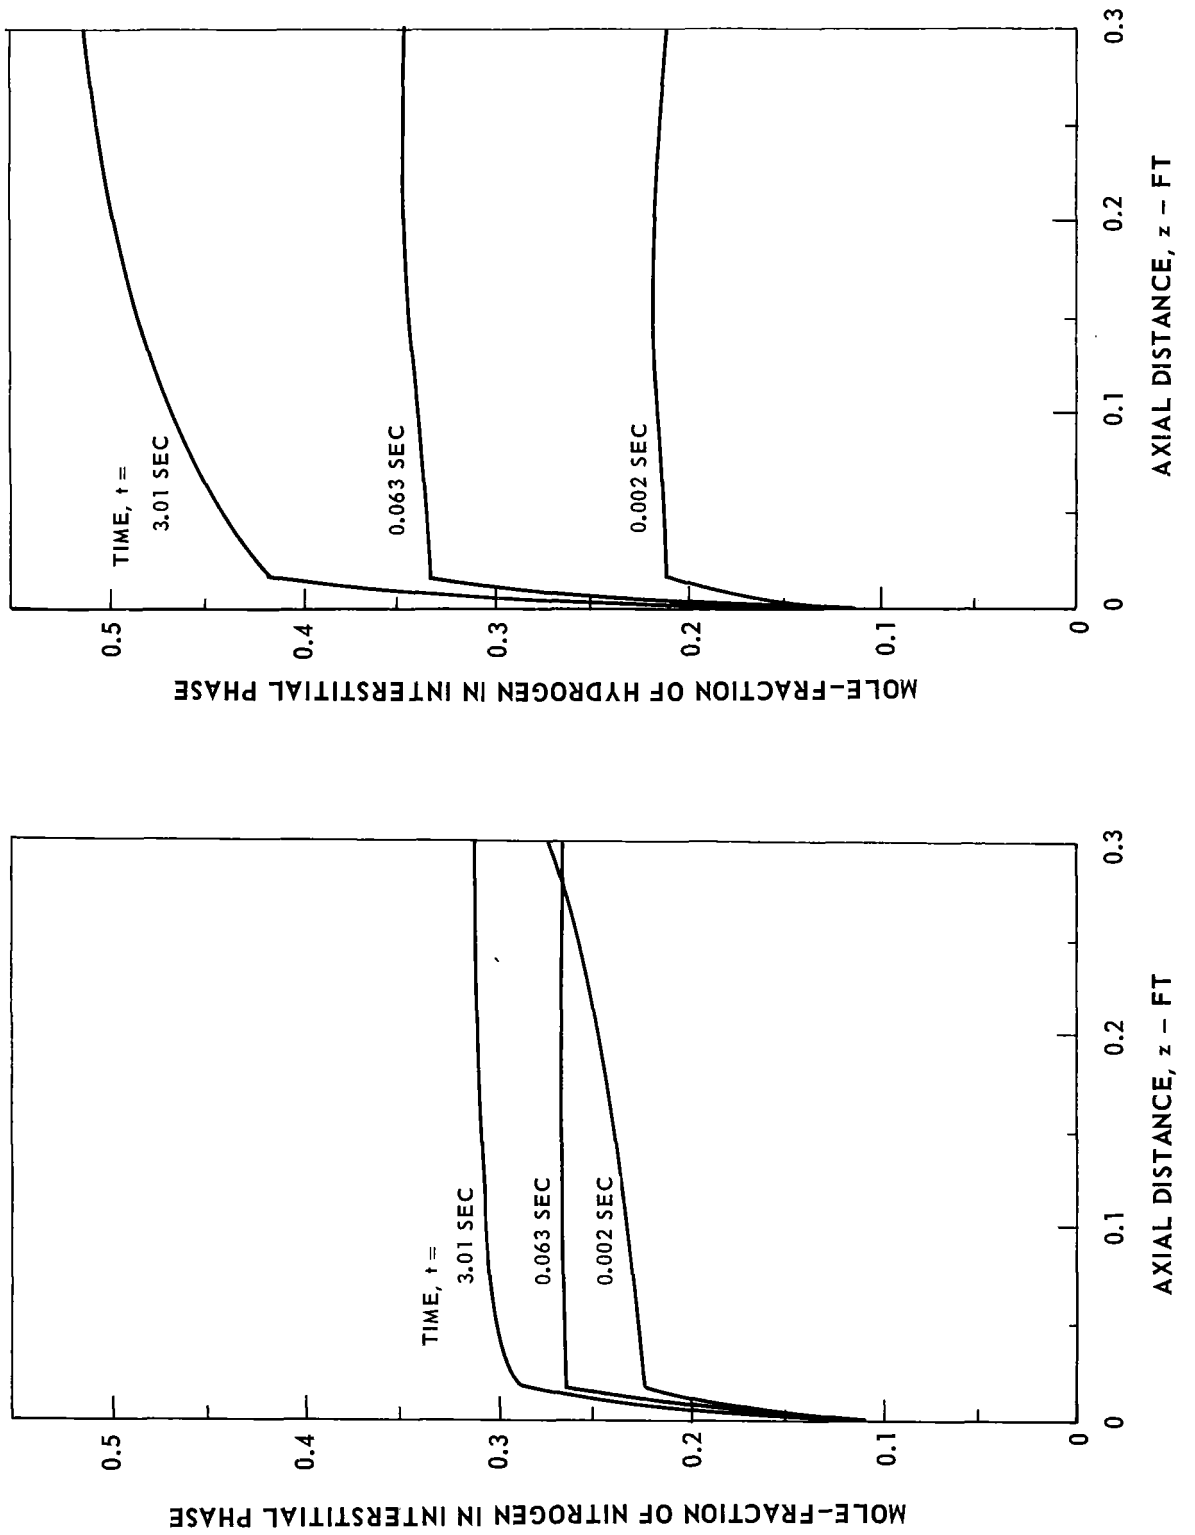 MOLE-FRACTION OF NITROGEN IN INTERSTITIAL PHASE
0.5
0.4
0.3
0.2
0.1
0
TIME, t =
3.01 SEC
0.063 SEC
0.002 SEC
0
0.1
0.2
0.3
AXIAL DISTANCE, z – FT
MOLE-FRACTION OF HYDROGEN IN INTERSTITIAL PHASE
0.5
0.4
0.3
0.2
0.1
0
TIME, t =
3.01 SEC
0.063 SEC
0.002 SEC
0
0.1
0.2
0.3
AXIAL DISTANCE, z – FT